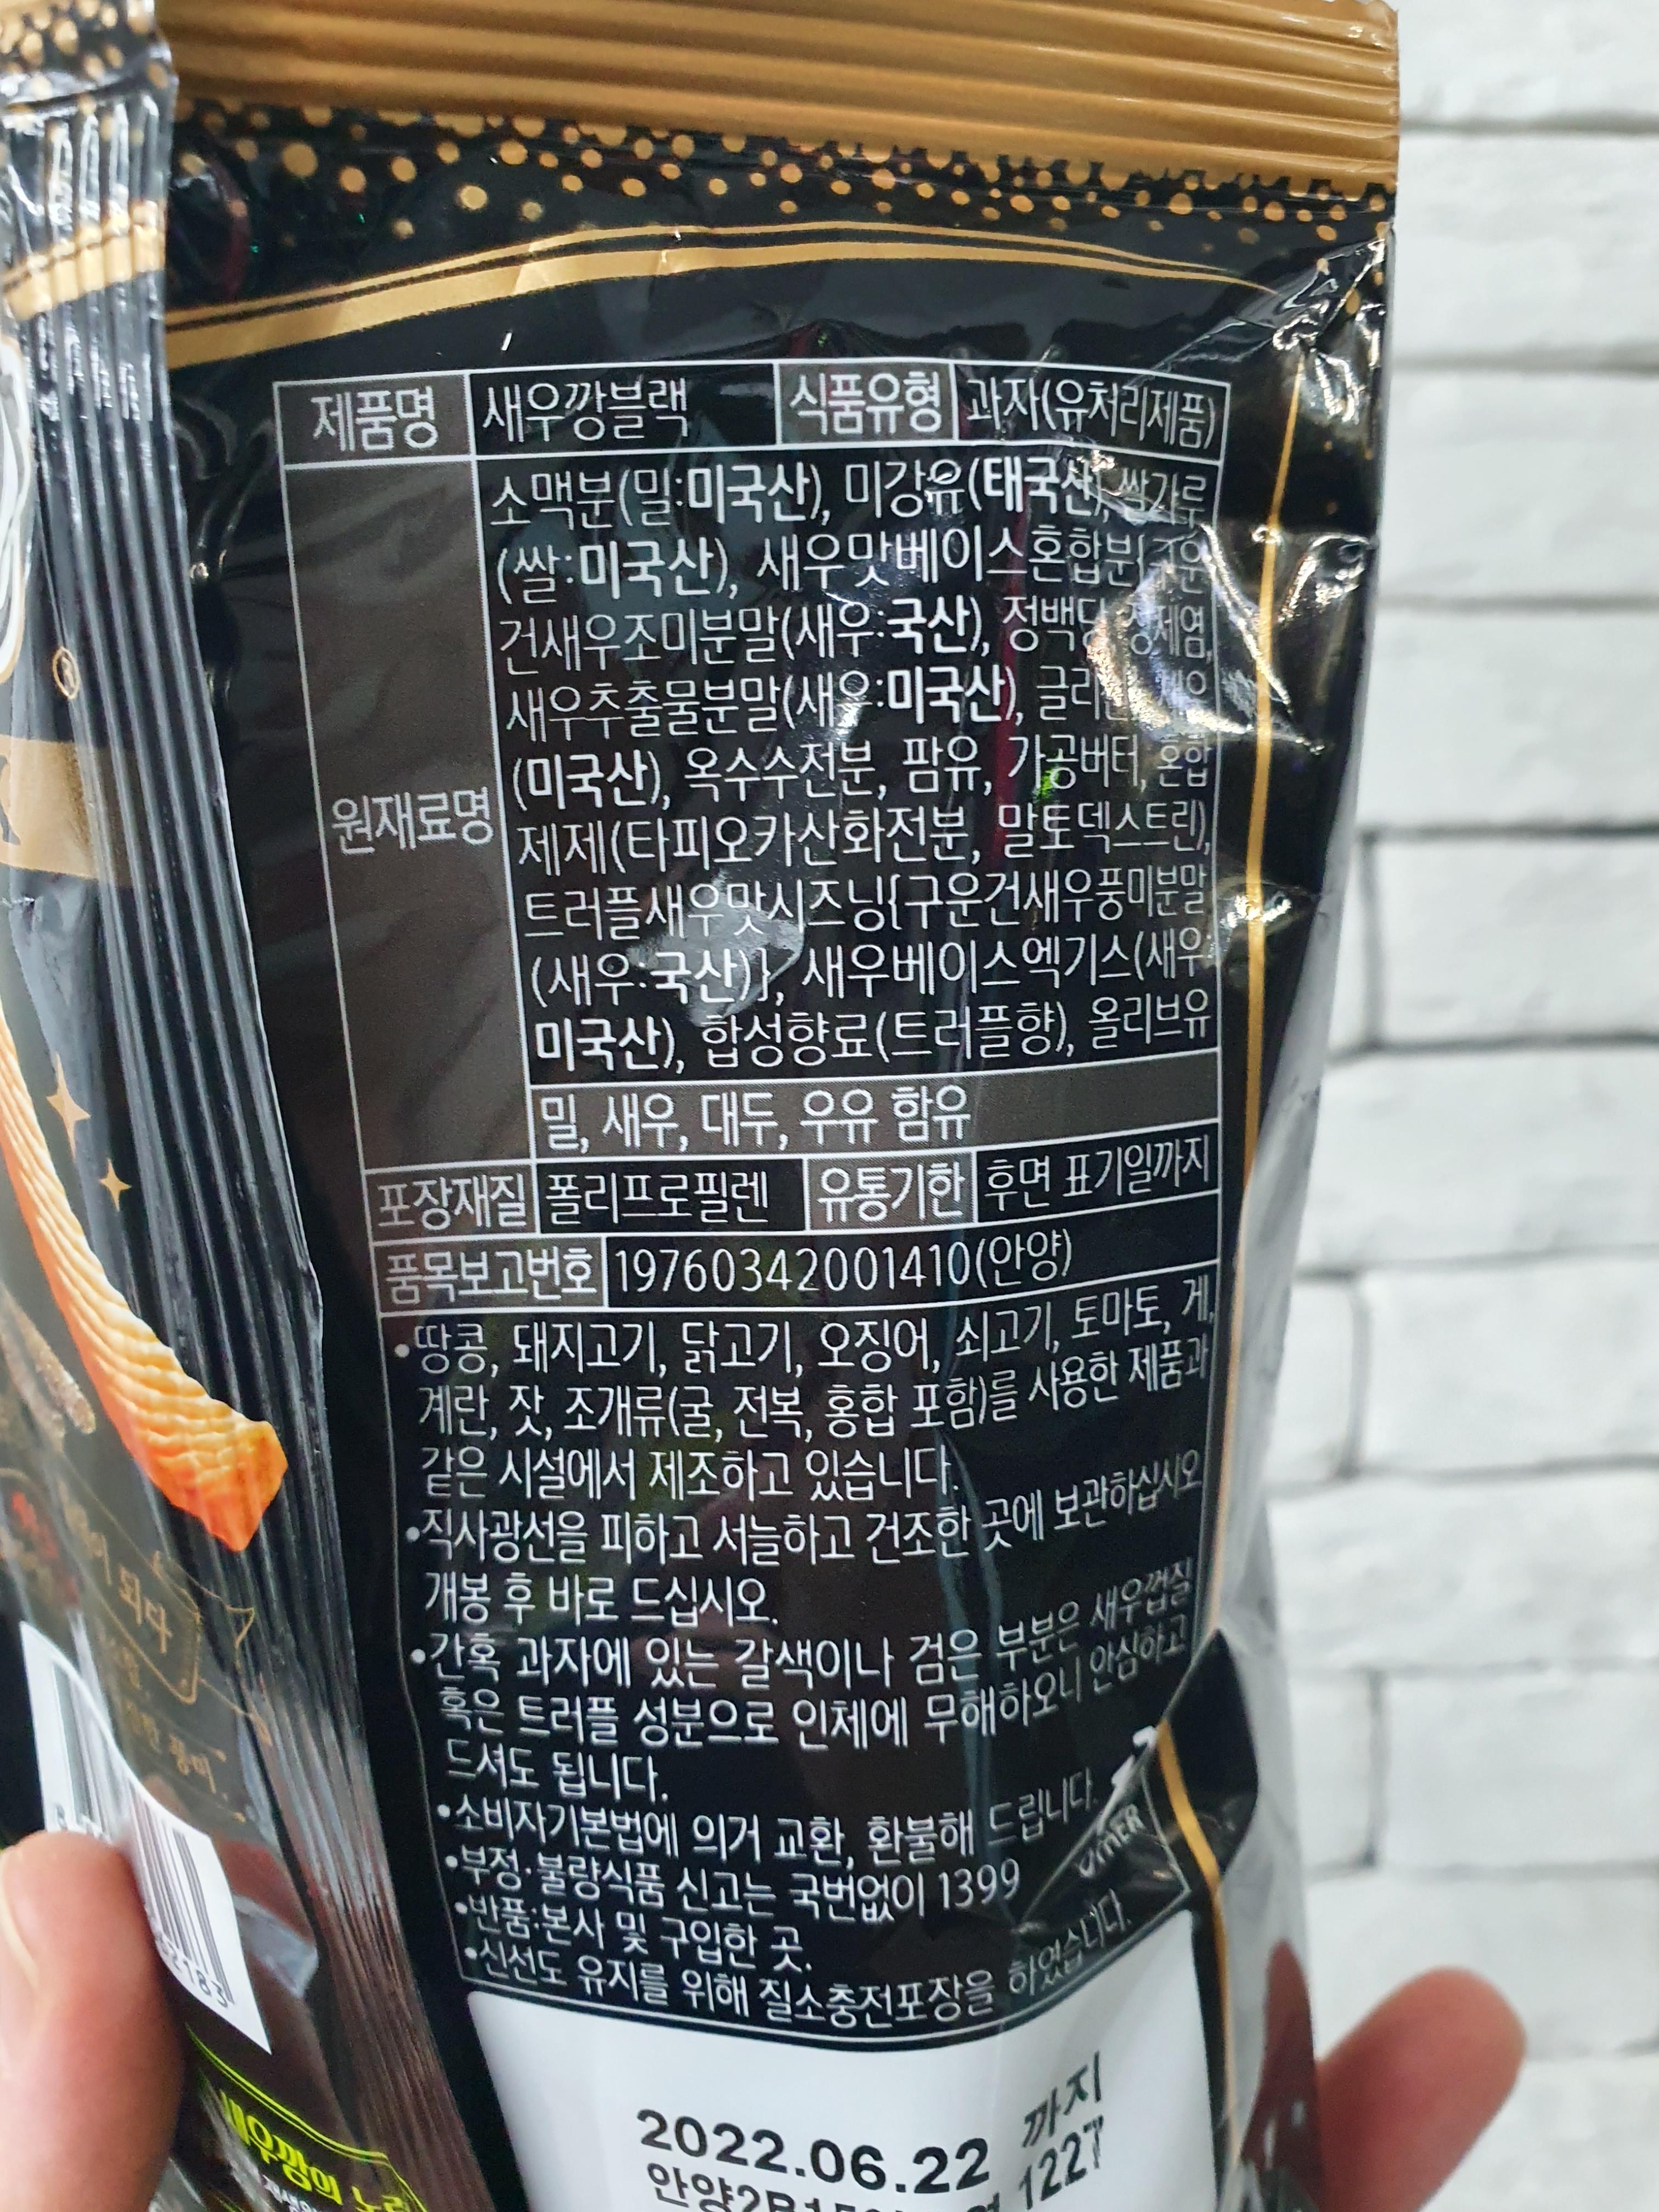 제품명 새우깡블랙 식품유형 과자(유처리제품)
원재료명
소맥분(밀:미국산), 미강유(태국산), 쌀가루
(쌀:미국산), 새우맛베이스혼합분{구운
건새우조미분말(새우:국산), 정백당, 정제염,
새우추출물분말(새우:미국산), 새우
(미국산), 옥수수전분, 팜유, 가공버터, 혼합
제제(타피오카산화전분, 말토덱스트린),
트러플새우맛시즈닝{구운건새우풍미분말
(새우:국산)}, 새우베이스엑기스(새우:
미국산), 합성향료(트러플향), 올리브유
밀, 새우, 대두, 우유 함유
포장재질 폴리프로필렌 유통기한 후면 표기일까지
품목보고번호 19760342001410(안양)
•땅콩, 돼지고기, 닭고기, 오징어, 쇠고기, 토마토, 게,
계란, 잣, 조개류(굴, 전복, 홍합 포함)를 사용한 제품과
같은 시설에서 제조하고 있습니다.
•직사광선을 피하고 서늘하고 건조한 곳에 보관하십시오
개봉 후 바로 드십시오.
•간혹 과자에 있는 갈색이나 검은 부분은 새우껍질
혹은 트러플 성분으로 인체에 무해하오니 안심하고
드셔도 됩니다.
•소비자기본법에 의거 교환, 환불해 드립니다.
•부정·불량식품 신고는 국번없이 1399
•반품:본사 및 구입한 곳.
•신선도 유지를 위해 질소충전포장을 하였습니다.
OTHER
2022.06.22 까지
1227
되다
풍미
새우깡의